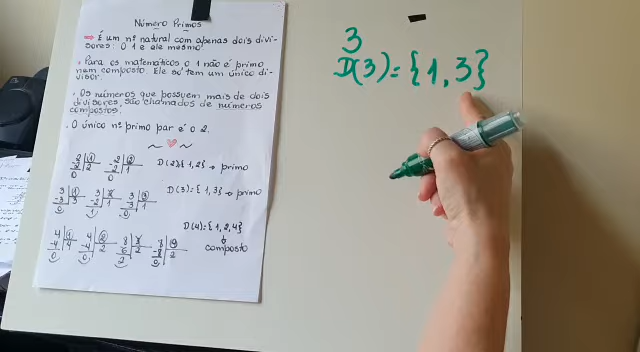 Número Primos
⇒ É um nº natural com apenas dois divi-
sores: O 1 e ele mesmo!
. Para os matemáticos o 1 não é primo
nem composto. Ele só tem um único di-
visor.
. Os números que possuem mais de dois
divisores, são chamados de números
compostos.
. O único nº primo par é o 2.
D(2):{1,2} → primo
D(3)={1,3} → primo
D(4)={1,2,4}
composto
3
D(3)={1,3}